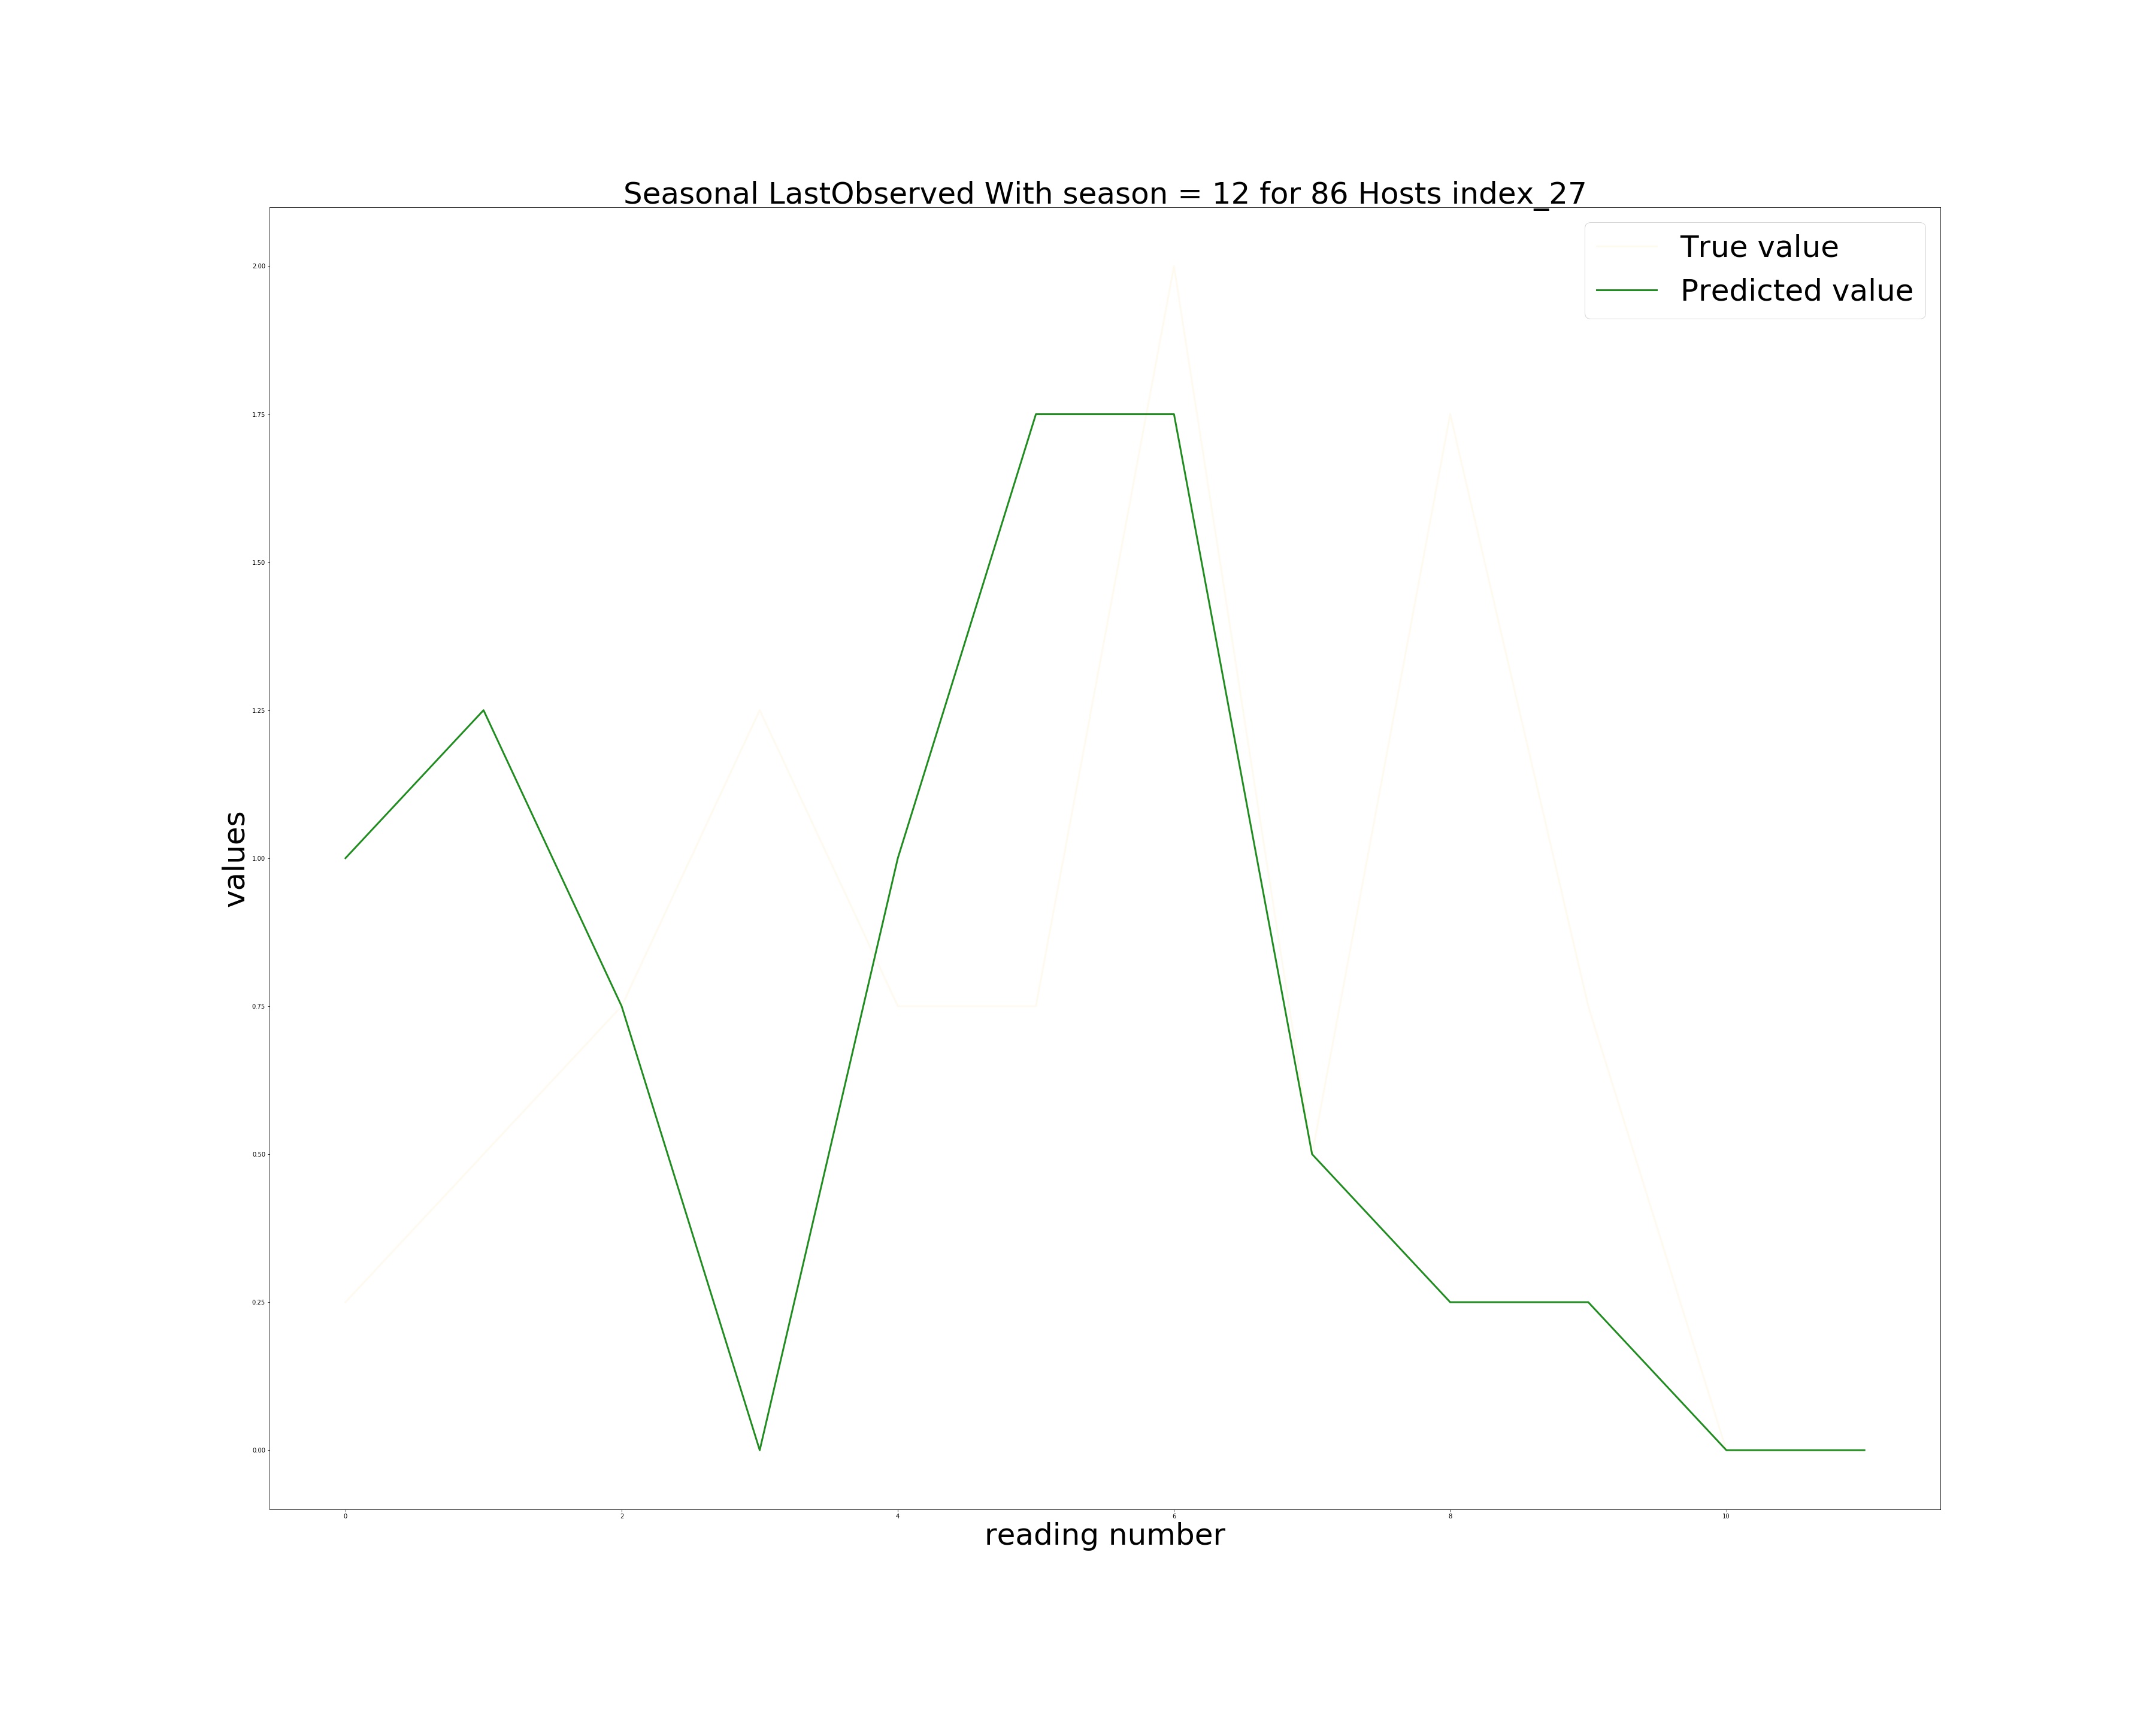 Seasonal LastObserved With season = 12 for 86 Hosts index_27
True value
Predicted value
2.00
1.75
1.50
1.25
1.00
0.75
0.50
0.25
0.00
values
0 2 4 6 8 10
reading number